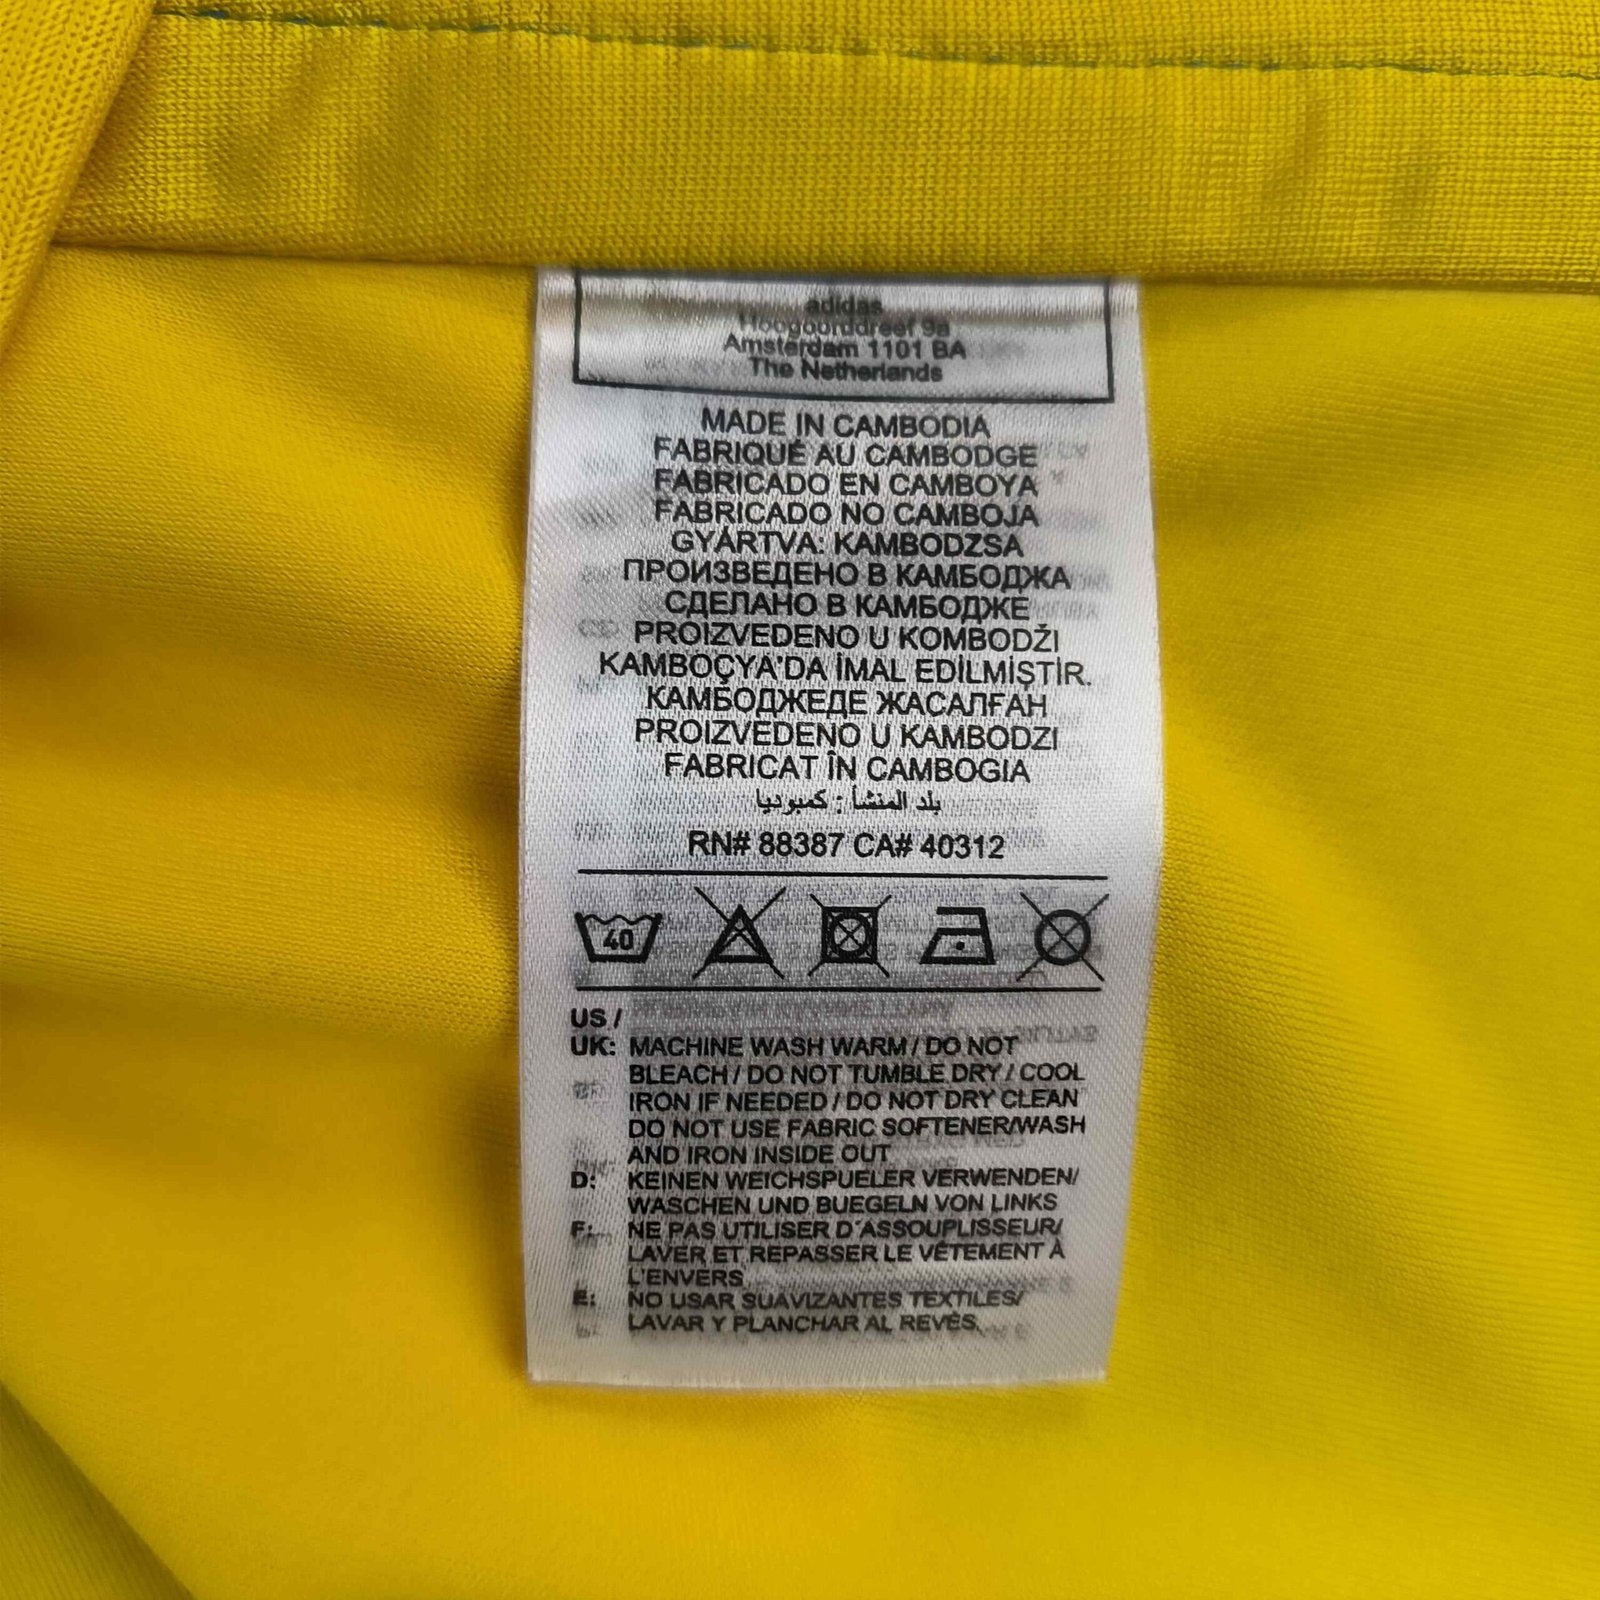 adidas
Hoogoorddreef 9a
Amsterdam 1101 BA
The Netherlands
MADE IN CAMBODIA
FABRIQUÉ AU CAMBODGE
FABRICADO EN CAMBOYA
FABRICADO NO CAMBOJA
GYÁRTVA: KAMBODZSA
ПРОИЗВЕДЕНО В КАМБОДЖА
СДЕЛАНО В КАМБОДЖЕ
PROIZVEDENO U KOMBODŽI
KAMBOÇYA'DA İMAL EDİLMİŞTİR.
КАМБОДЖЕДЕ ЖАСАЛҒАН
PROIZVEDENO U KAMBODZI
FABRICAT ÎN CAMBOGIA
بلد المنشأ : كمبوديا
RN# 88387 CA# 40312
40
US /
UK: MACHINE WASH WARM / DO NOT
BLEACH / DO NOT TUMBLE DRY / COOL
IRON IF NEEDED / DO NOT DRY CLEAN
DO NOT USE FABRIC SOFTENER/WASH
AND IRON INSIDE OUT
D: KEINEN WEICHSPUELER VERWENDEN/
WASCHEN UND BUEGELN VON LINKS
F: NE PAS UTILISER D'ASSOUPLISSEUR/
LAVER ET REPASSER LE VÊTEMENT À
L'ENVERS
E: NO USAR SUAVIZANTES TEXTILES/
LAVAR Y PLANCHAR AL REVÉS.